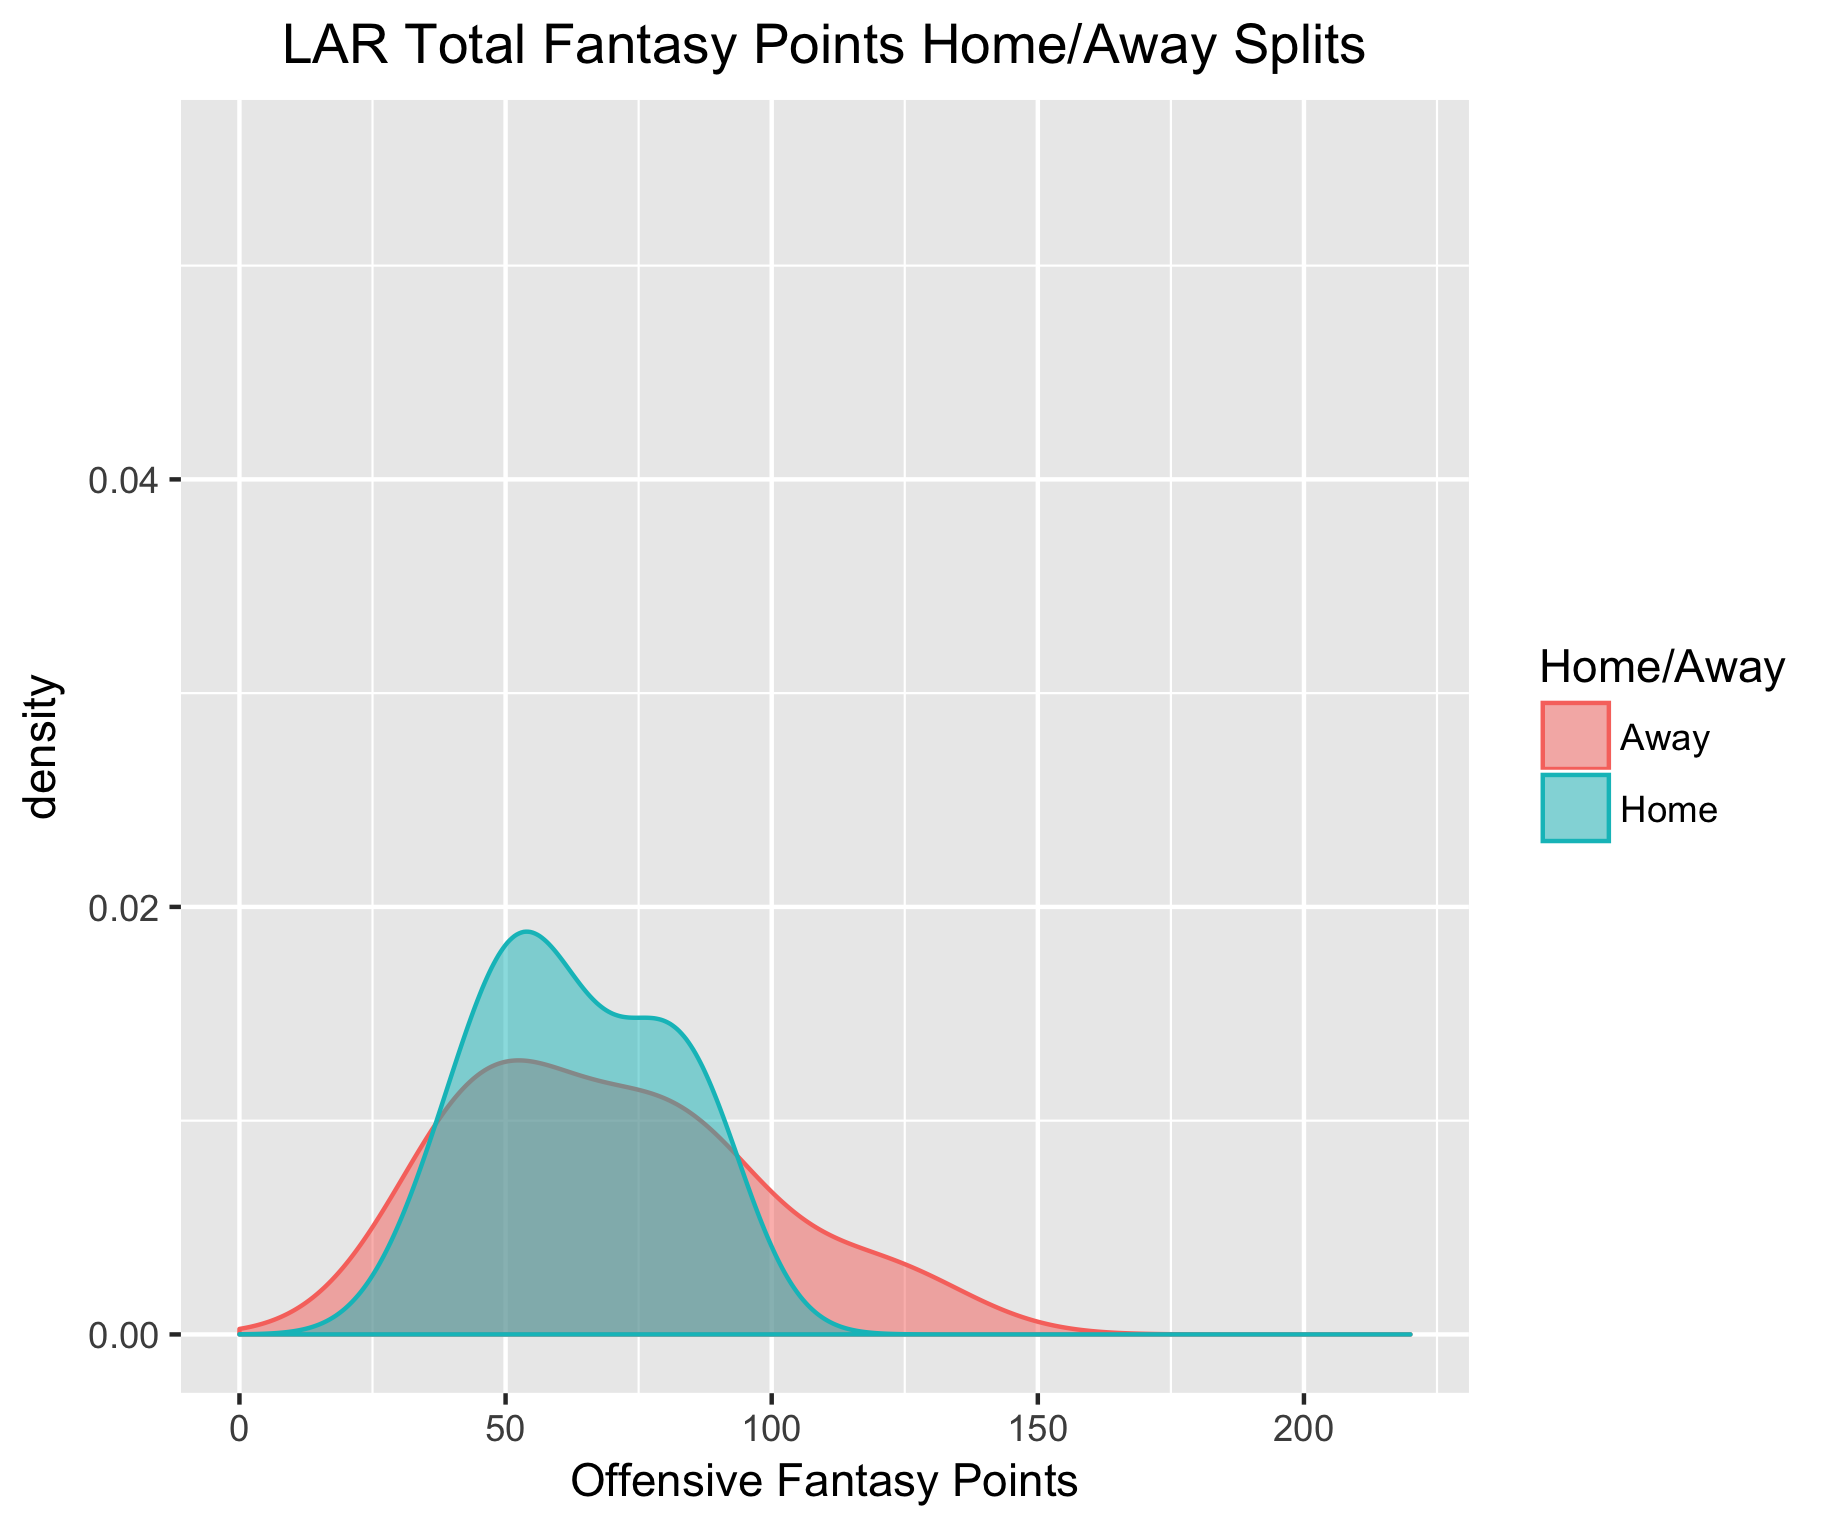 LAR Total Fantasy Points Home/Away Splits
density
0.04
0.02
0.00
0 50 100 150 200
Offensive Fantasy Points
Home/Away
Away
Home